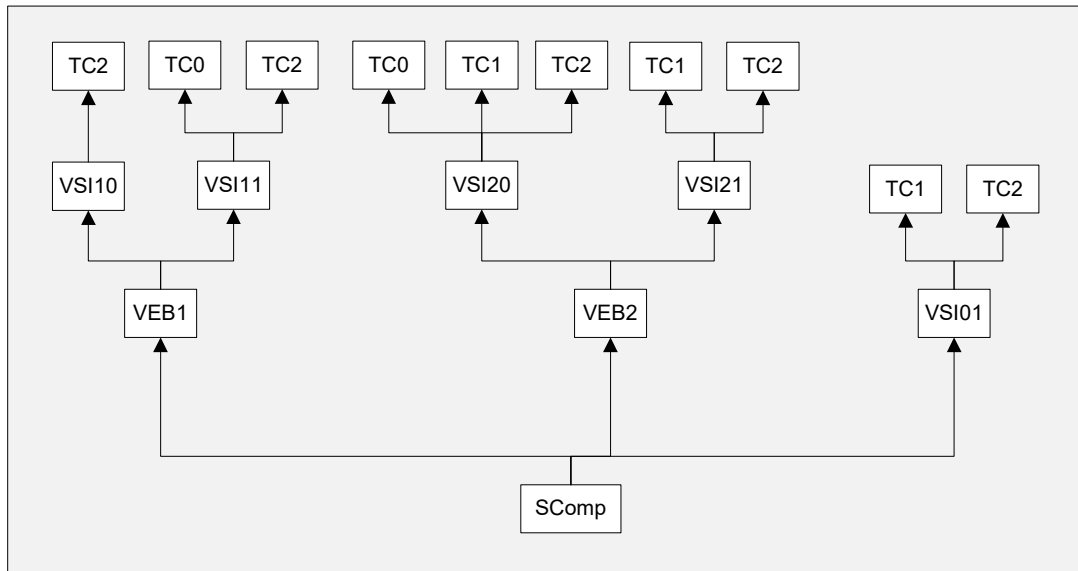 TC2 TC0 TC2 TC0 TC1 TC2 TC1 TC2
VSI10 VSI11 VSI20 VSI21 TC1 TC2
VEB1 VEB2 VSI01
SComp